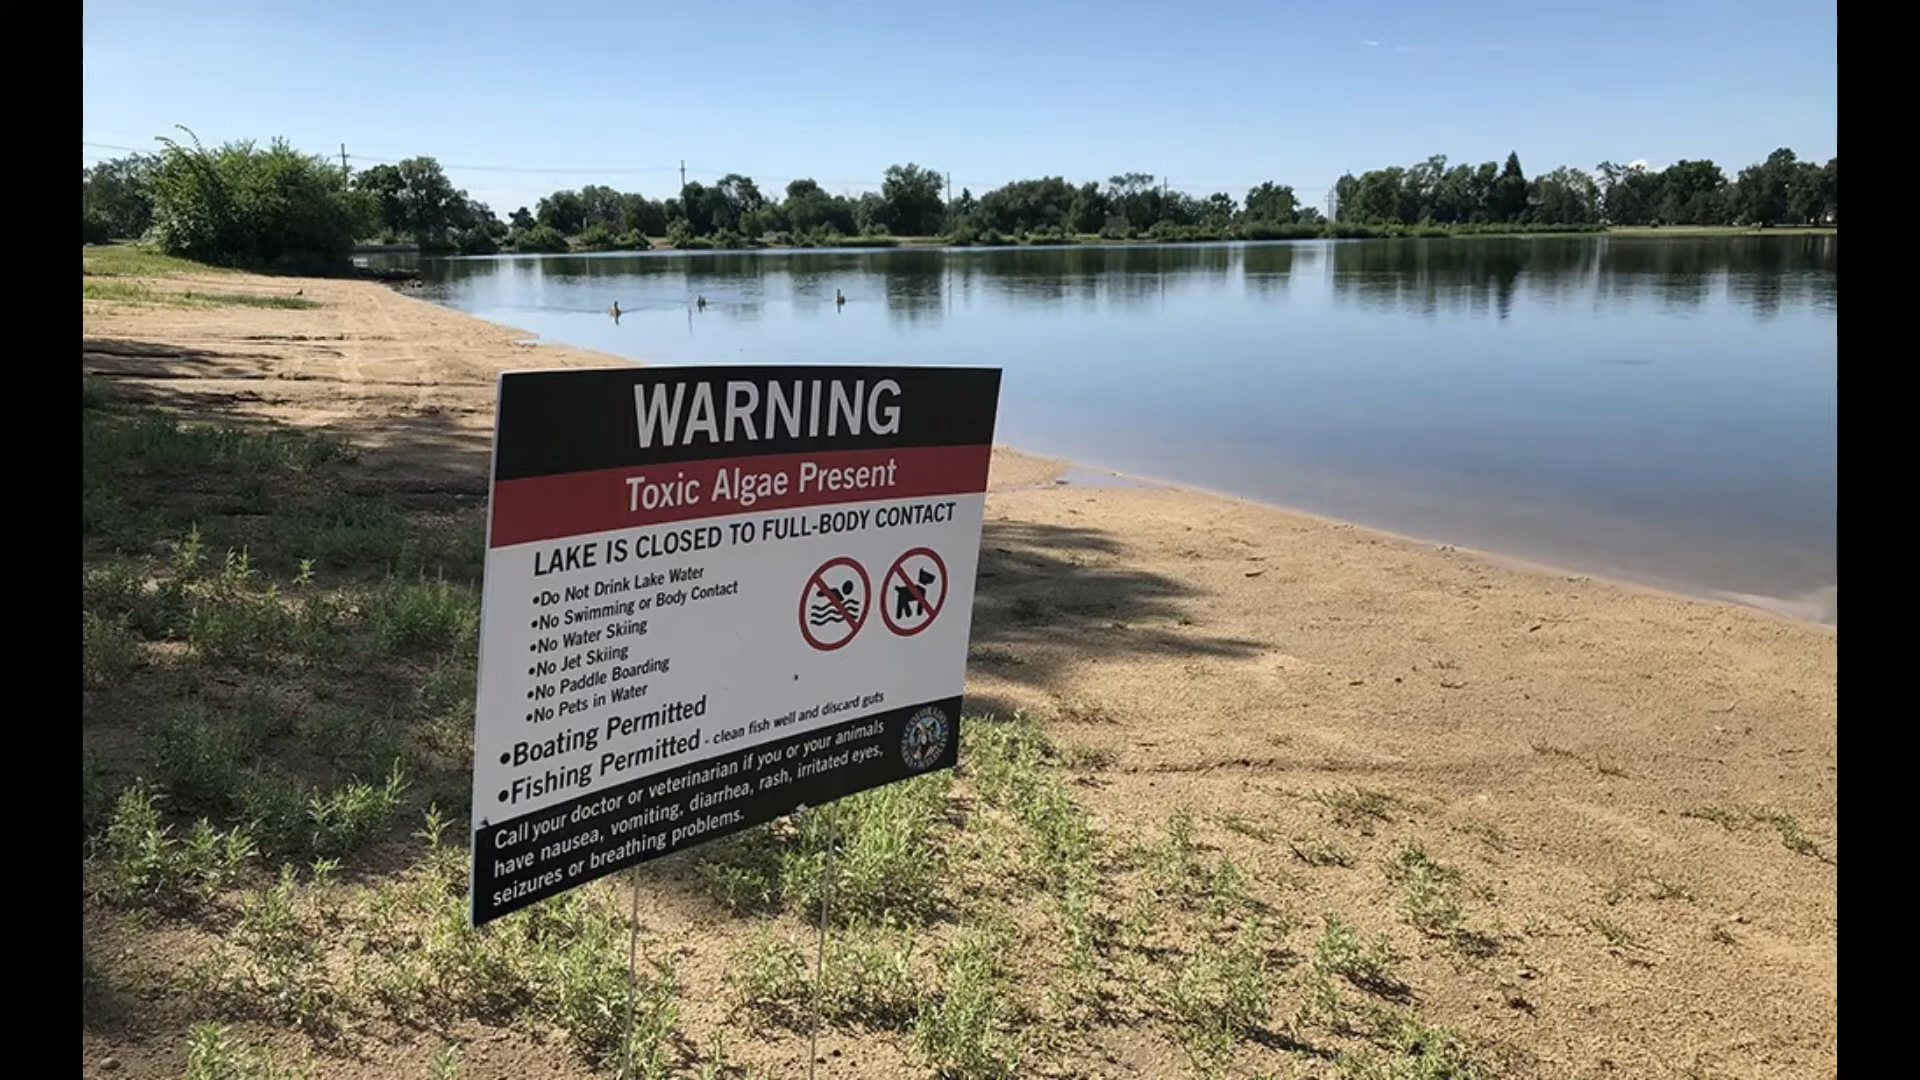 WARNING
Toxic Algae Present
LAKE IS CLOSED TO FULL-BODY CONTACT
•Do Not Drink Lake Water
•No Swimming or Body Contact
•No Water Skiing
•No Jet Skiing
•No Paddle Boarding
•No Pets in Water
•Boating Permitted
•Fishing Permitted - clean fish well and discard guts
Call your doctor or veterinarian if you or your animals
have nausea, vomiting, diarrhea, rash, irritated eyes,
seizures or breathing problems.
COLORADO